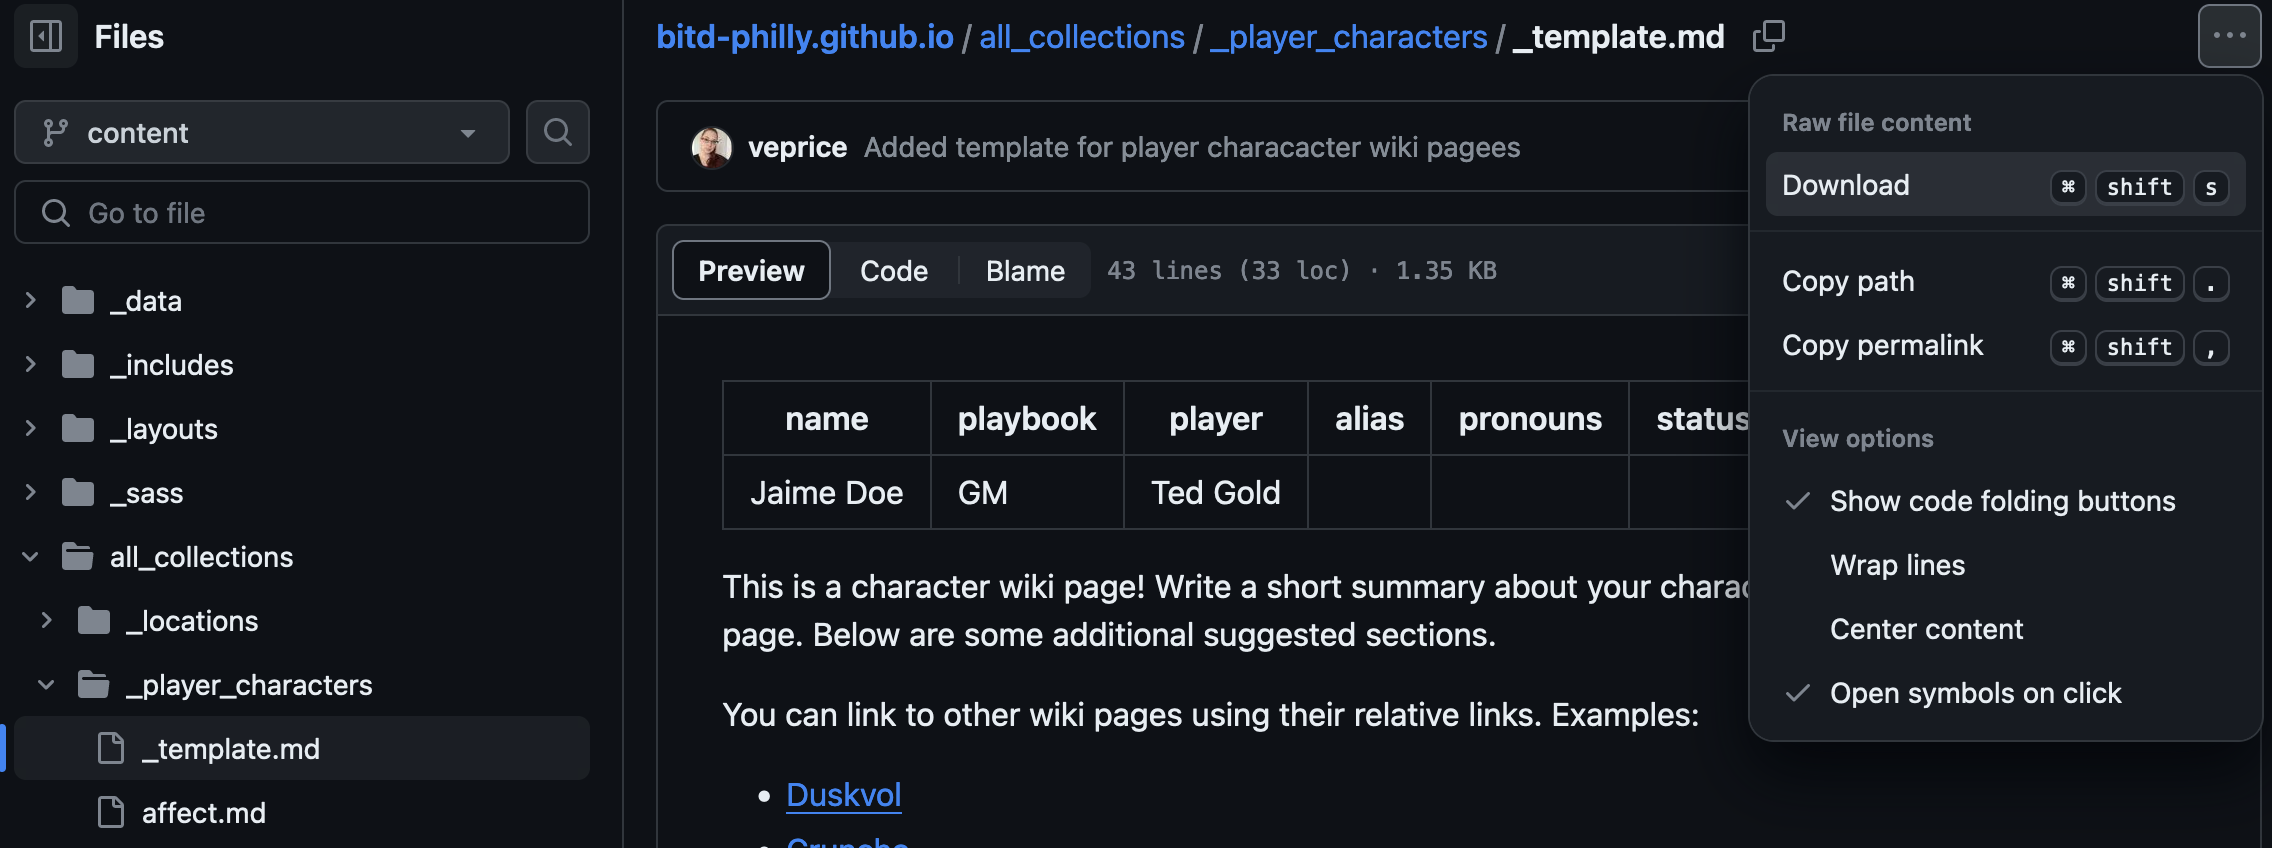 Files
content
Go to file
_data
_includes
_layouts
_sass
all_collections
_locations
_player_characters
_template.md
affect.md
bitd-philly.github.io / all_collections / _player_characters / _template.md
veprice Added template for player characacter wiki pagees
Preview Code Blame 43 lines (33 loc) · 1.35 KB
name playbook player alias pronouns status
Jaime Doe GM Ted Gold
This is a character wiki page! Write a short summary about your
page. Below are some additional suggested sections.
You can link to other wiki pages using their relative links. Examples:
• Duskvol
Raw file content
Download ⌘ shift s
Copy path ⌘ shift .
Copy permalink ⌘ shift ,
View options
Show code folding buttons
Wrap lines
Center content
Open symbols on click